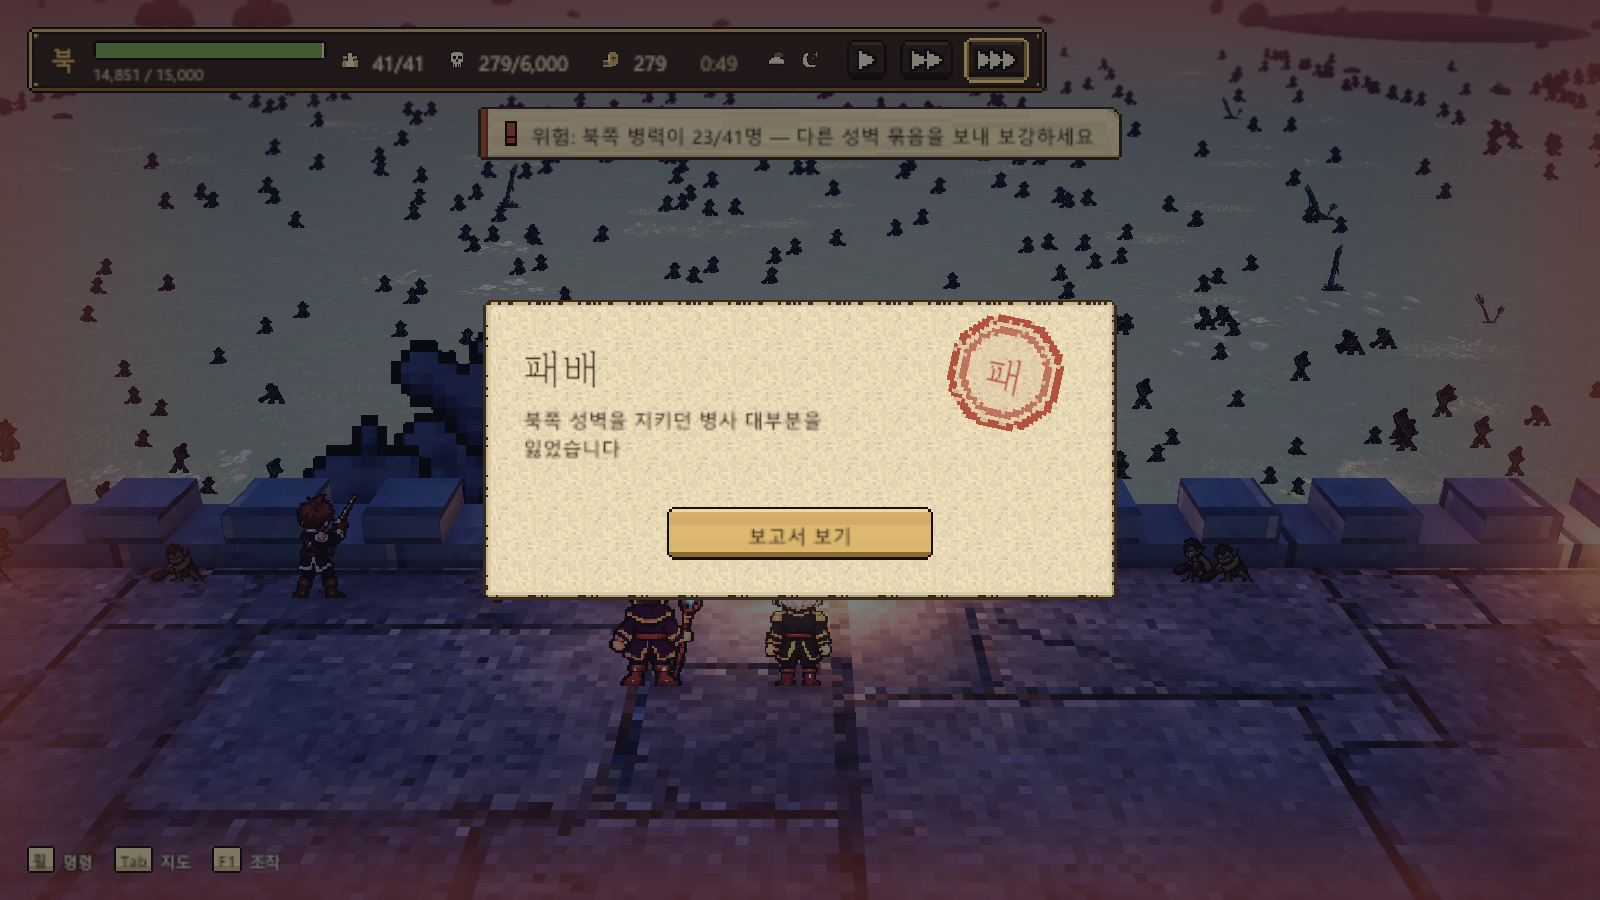 북
14,851 / 15,000
41/41
279/6,000
279
0:49
위험: 북쪽 병력이 23/41명 — 다른 성벽 묶음을 보내 보강하세요
패배
패
북쪽 성벽을 지키던 병사 대부분을
잃었습니다
보고서 보기
휠 명령 Tab 지도 F1 조작